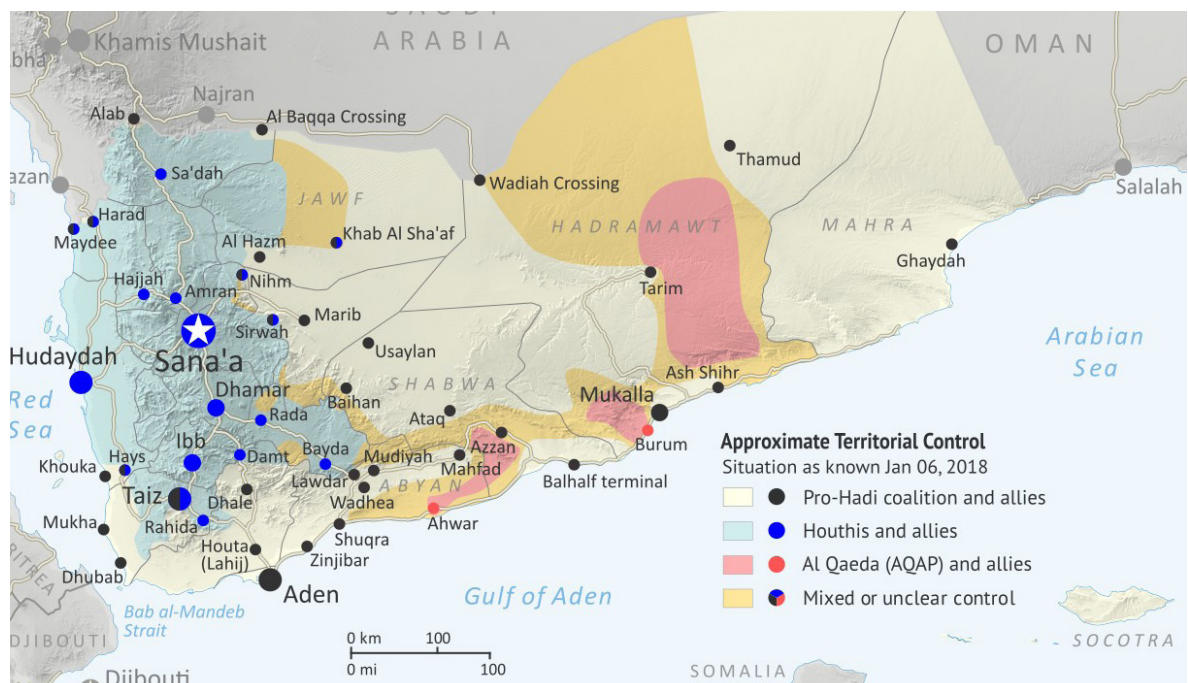 SAUDI
ARABIA
OMAN
Khamis Mushait
Najran
Alab
Al Baqqa Crossing
Thamud
Sa'dah
Wadiah Crossing
Salalah
JAWF
Harad
Maydee
HADRAMAWT
MAHRA
Khab Al Sha'af
Al Hazm
Ghaydah
Nihm
Tarim
Hajjah
Amran
Marib
Sirwah
Sana'a
Usaylan
Arabian
Sea
Hudaydah
Ash Shihr
SHABWA
Dhamar
Baihan
Mukalla
Red
Sea
Rada
Ataq
Burum
Ibb
Azzan
Hays
Damt
Bayda
Mudiyah
Mahfad
Khouka
Lawdar
Balhalf terminal
Taiz
Dhale
Wadhea
ABYAN
Ahwar
Mukha
Rahida
Shuqra
Houta
(Lahij)
Zinjibar
Dhubab
Aden
Gulf of Aden
Bab al-Mandeb
Strait
0 km 100
0 mi 100
SOCOTRA
SOMALIA
Djibouti
Approximate Territorial Control
Situation as known Jan 06, 2018
Pro-Hadi coalition and allies
Houthis and allies
Al Qaeda (AQAP) and allies
Mixed or unclear control